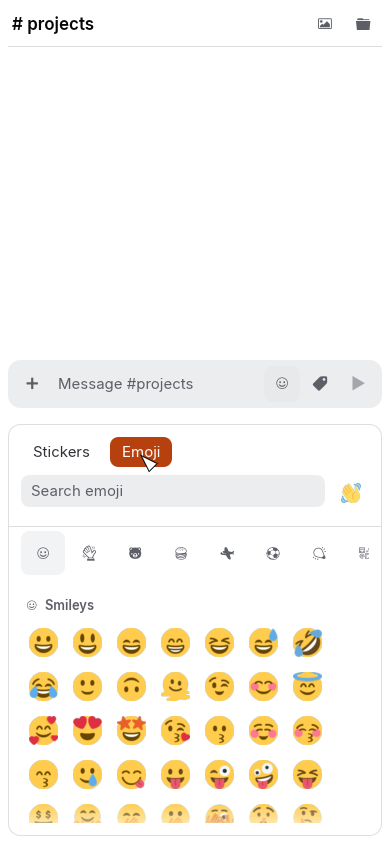 # projects
Message #projects
Stickers
Emoji
Search emoji
Smileys